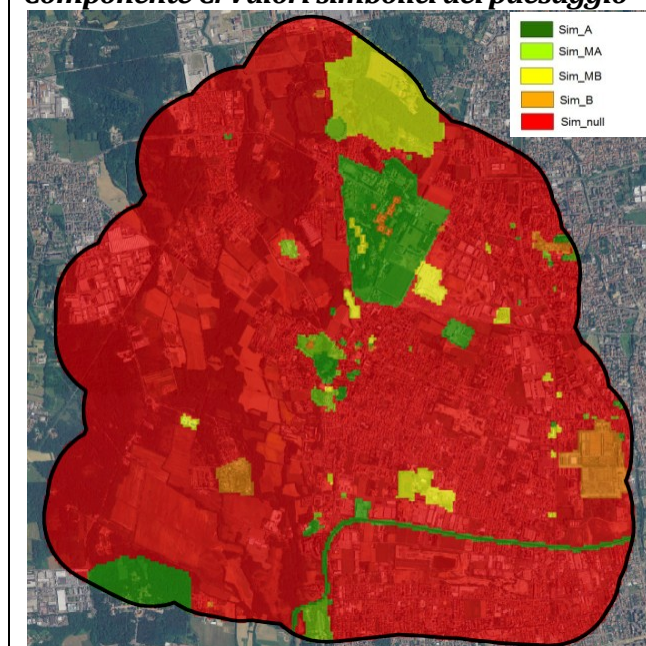 Componente C: Valori simbolici del paesaggio
Sim_A
Sim_MA
Sim_MB
Sim_B
Sim_null